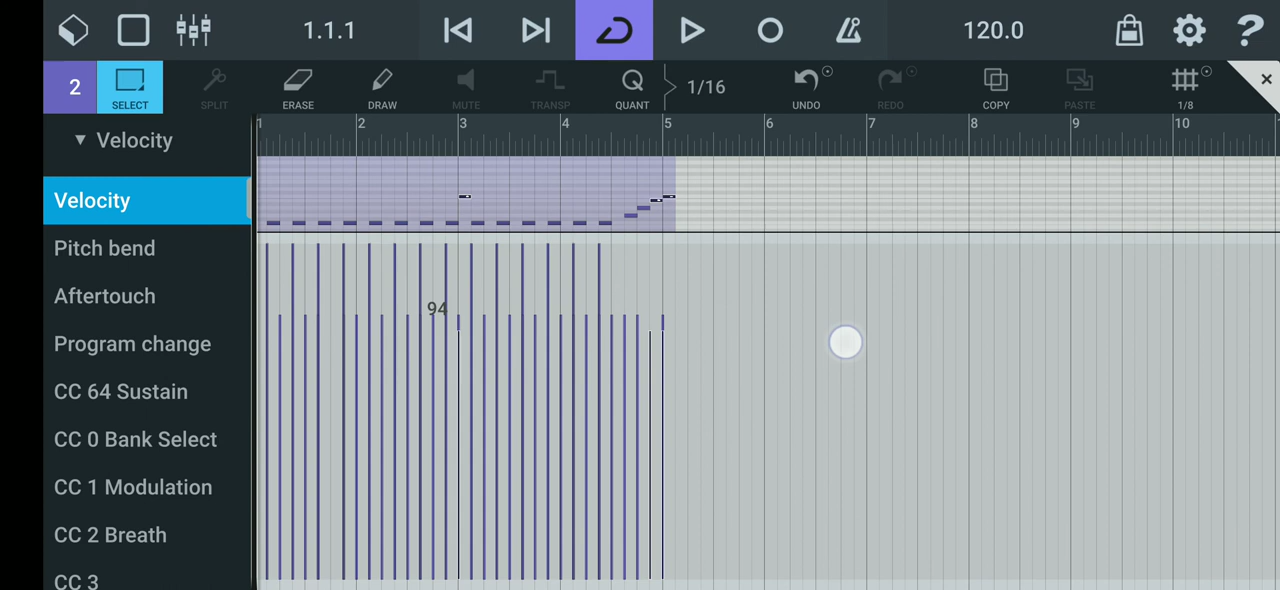 1.1.1
120.0
?
2
SELECT
SPLIT
ERASE
DRAW
MUTE
TRANSP
Q
QUANT
1/16
UNDO
REDO
COPY
PASTE
1/8
▼ Velocity
1 2 3 4 5 6 7 8 9 10
Velocity
Pitch bend
Aftertouch
94
Program change
CC 64 Sustain
CC 0 Bank Select
CC 1 Modulation
CC 2 Breath
CC 3